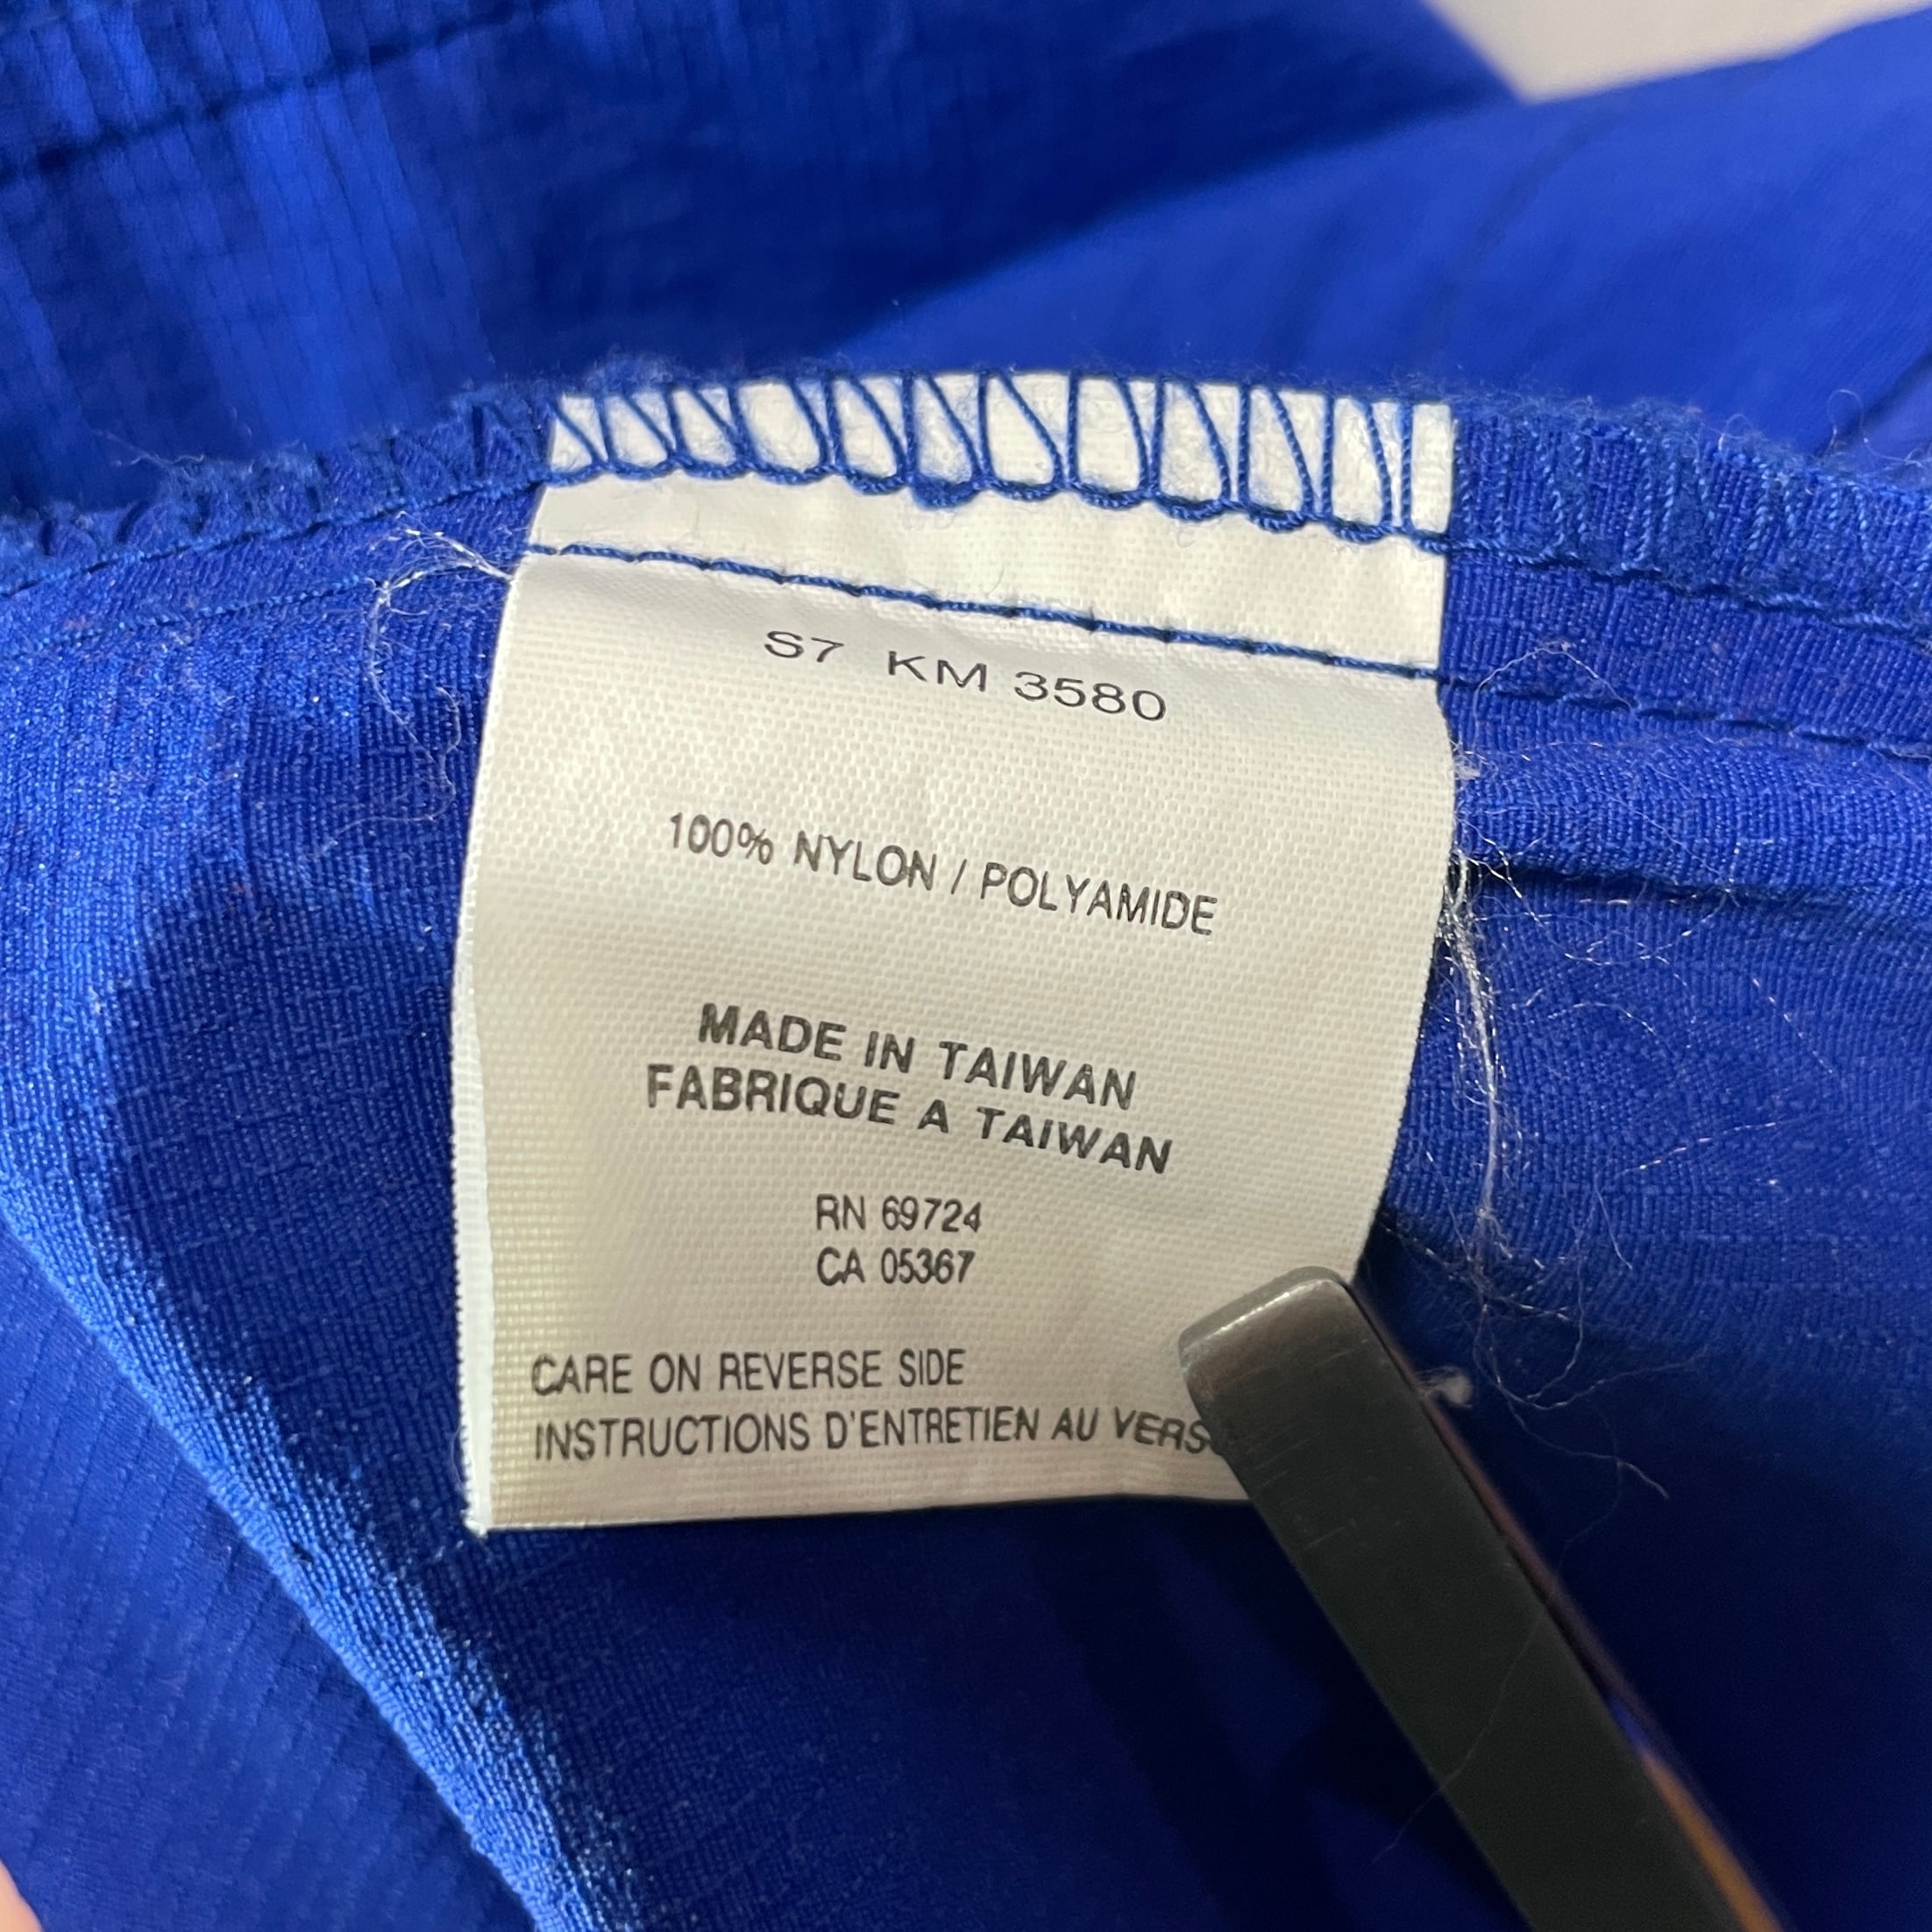 S7 KM 3580
100% NYLON / POLYAMIDE
MADE IN TAIWAN
FABRIQUE A TAIWAN
RN 69724
CA 05367
CARE ON REVERSE SIDE
INSTRUCTIONS D'ENTRETIEN AU